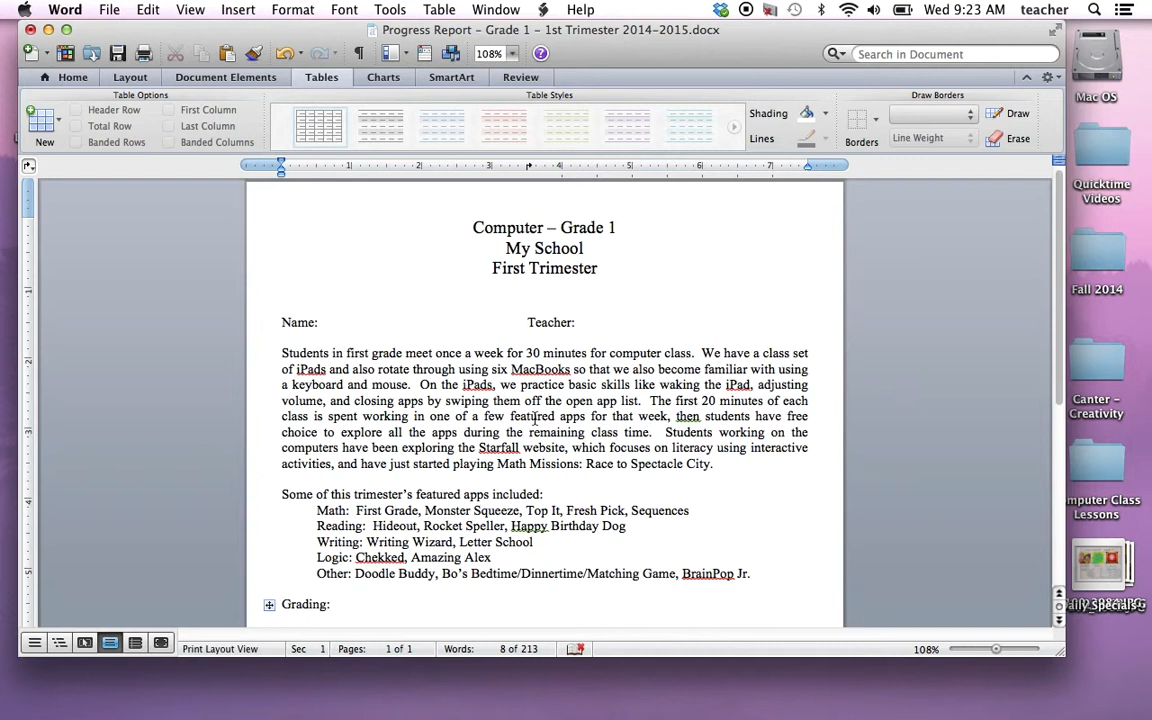 Word File Edit View Insert Format Font Tools Table Window Help Wed 9:23 AM teacher
Progress Report – Grade 1 – 1st Trimester 2014-2015.docx
108% Search in Document
Home Layout Document Elements Tables Charts SmartArt Review
Table Options Table Styles Draw Borders
New Header Row First Column Shading Draw
Total Row Last Column Lines Borders Line Weight Erase
Banded Rows Banded Columns
1 2 3 4 5 6 7
Computer – Grade 1
My School
First Trimester
Name: Teacher:
Students in first grade meet once a week for 30 minutes for computer class. We have a class set
of iPads and also rotate through using six MacBooks so that we also become familiar with using
a keyboard and mouse. On the iPads, we practice basic skills like waking the iPad, adjusting
volume, and closing apps by swiping them off the open app list. The first 20 minutes of each
class is spent working in one of a few featured apps for that week, then students have free
choice to explore all the apps during the remaining class time. Students working on the
computers have been exploring the Starfall website, which focuses on literacy using interactive
activities, and have just started playing Math Missions: Race to Spectacle City.
Some of this trimester's featured apps included:
Math: First Grade, Monster Squeeze, Top It, Fresh Pick, Sequences
Reading: Hideout, Rocket Speller, Happy Birthday Dog
Writing: Writing Wizard, Letter School
Logic: Chekked, Amazing Alex
Other: Doodle Buddy, Bo's Bedtime/Dinnertime/Matching Game, BrainPop Jr.
Grading:
Print Layout View Sec 1 Pages: 1 of 1 Words: 8 of 213 108%
Mac OS
Quicktime
Videos
Fall 2014
Canter –
Creativity
omputer Class
Lessons